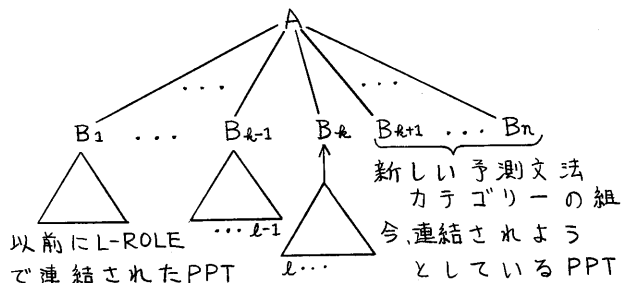 A
... ...
B1 ... Bk-1 Bk Bk+1 ... Bn
新しい予測文法
カテゴリーの組
以前にL-ROLE
で連結されたPPT
... l-1
l ...
今、連結されよう
としているPPT